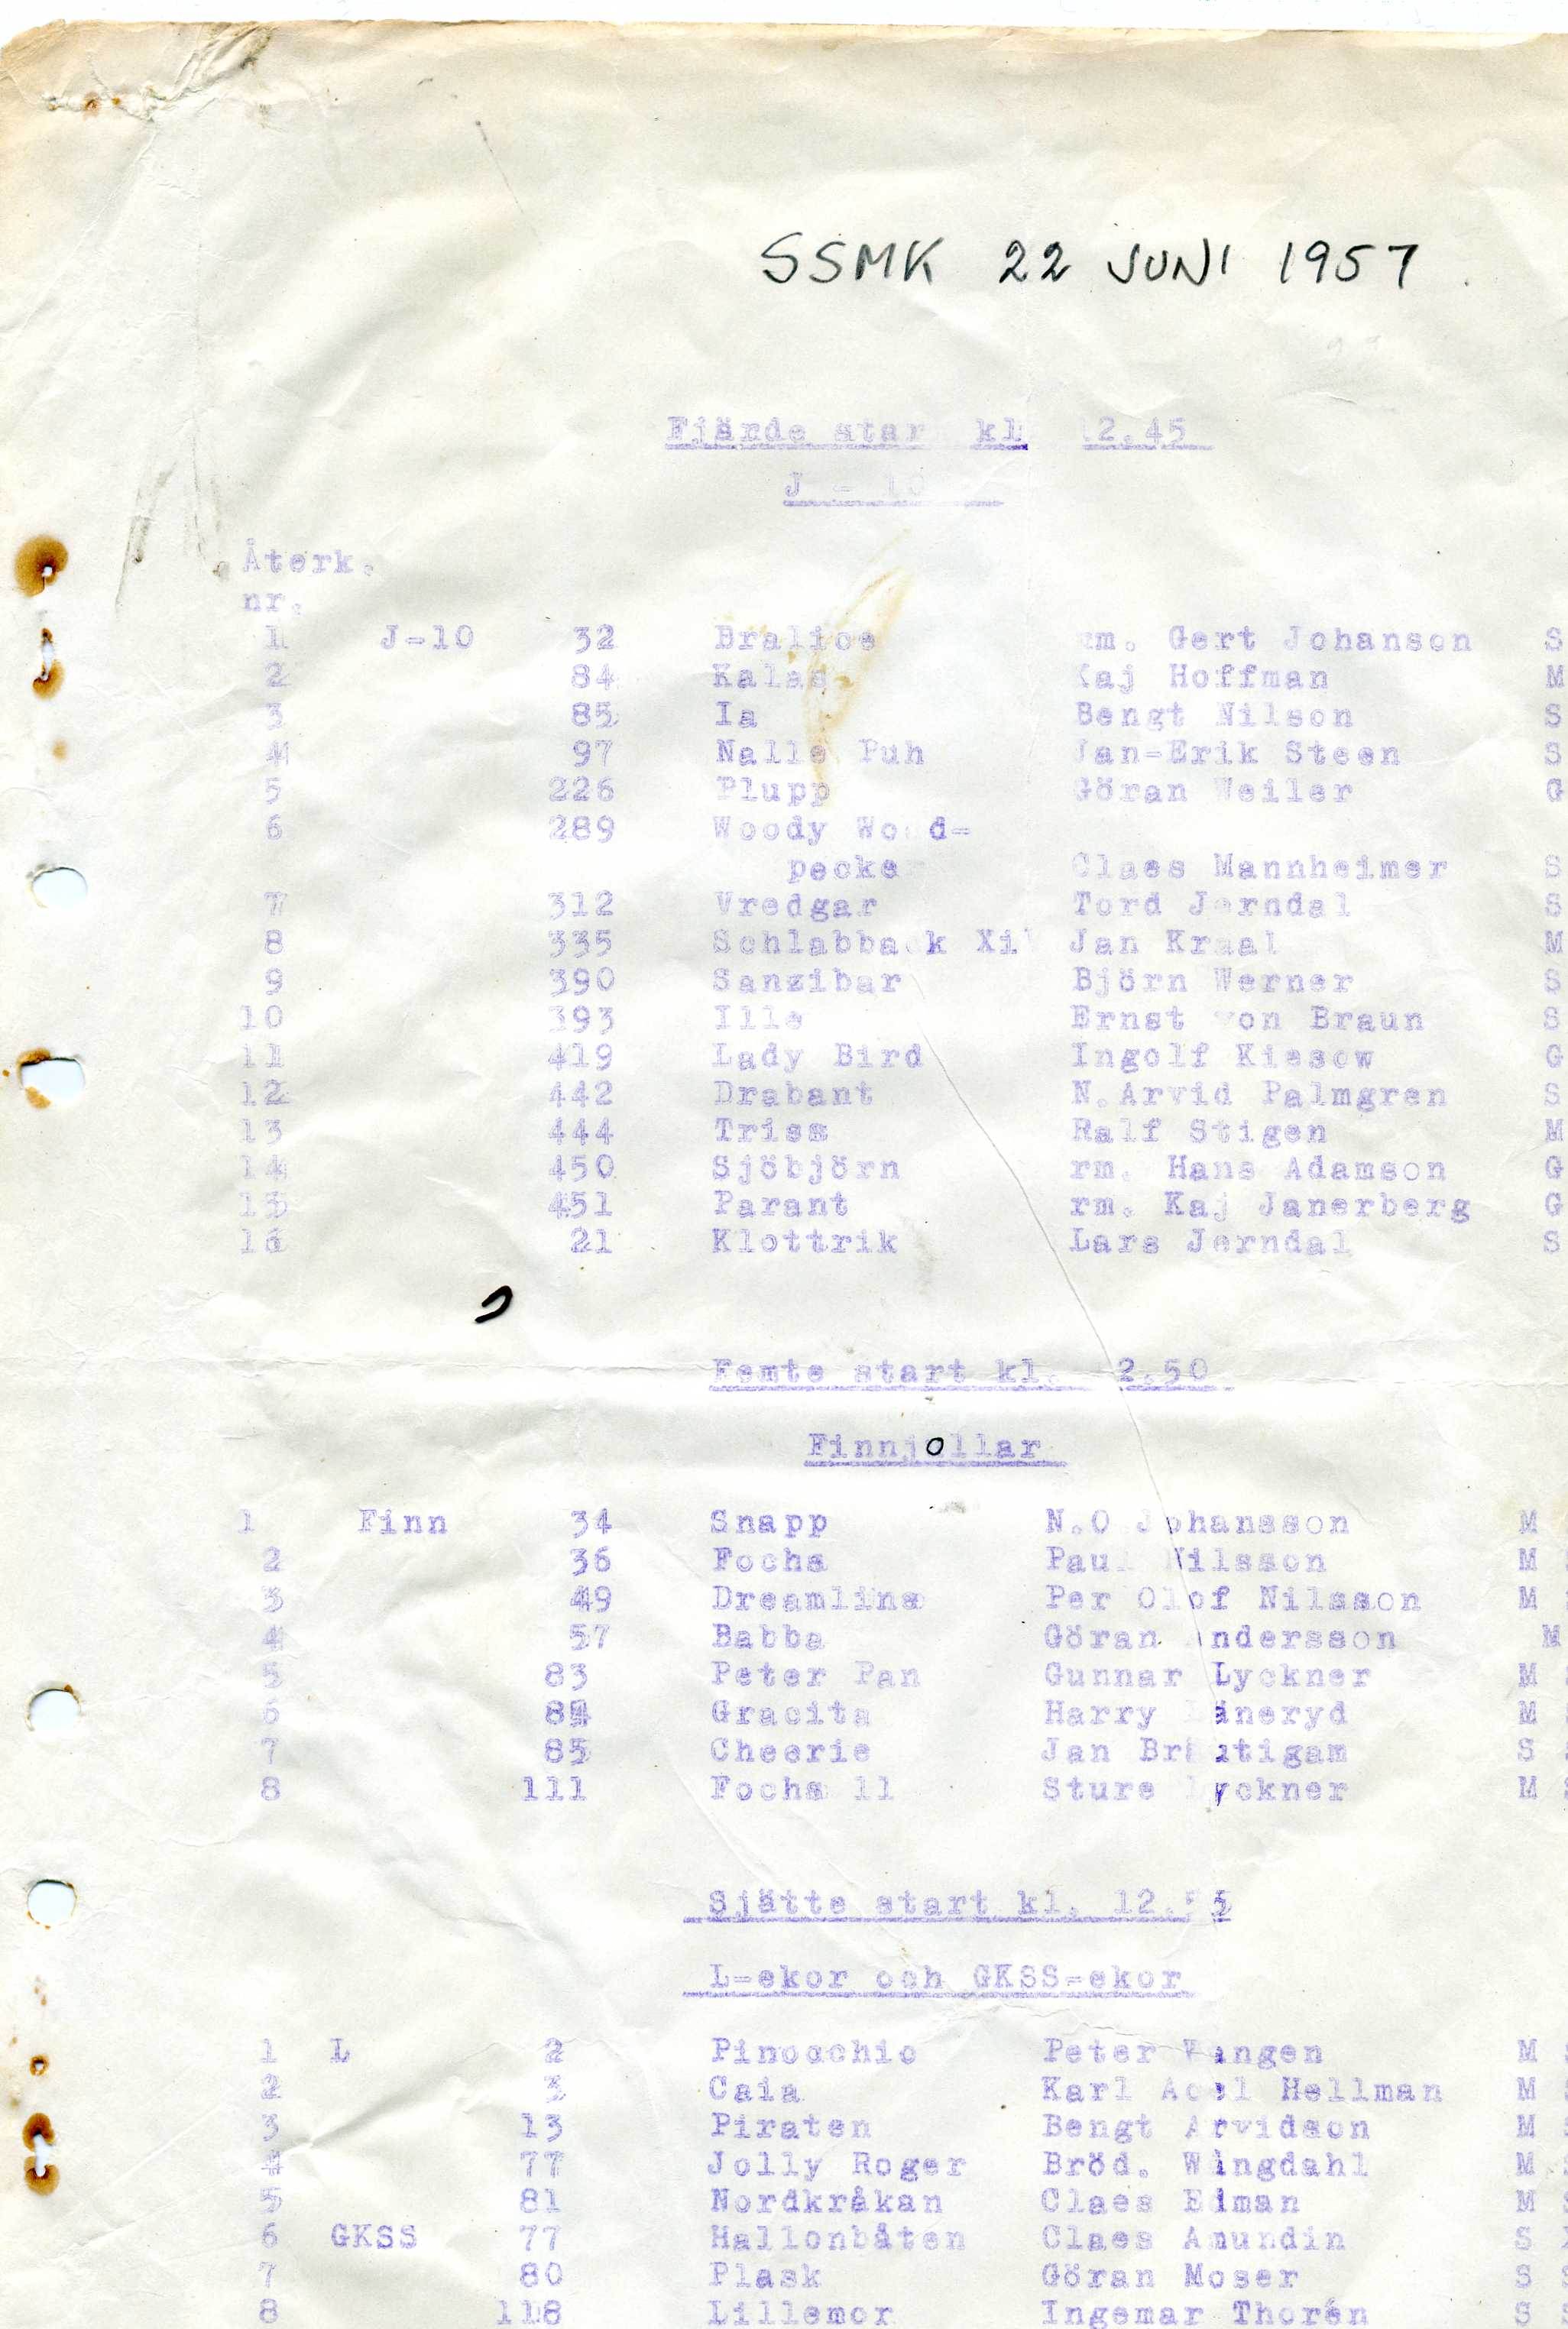 SSMK 22 JUNI 1957
Fjärde star kl 12.45
J - 10
Återk.
nr.
1 J-10 32 Bralice rm. Gert Johanson S
2 84 Kalas Kaj Hoffman M
3 85 Ia Bengt Nilson S
4 97 Nalle Puh Jan-Erik Steen S
5 226 Plupp Göran Weiler G
6 289 Woody Wood-
pecke Claes Mannheimer S
7 312 Vredgar Tord Jerndal S
8 335 Schlabback Jan Kraal M
9 390 Sanzibar Björn Werner S
10 393 Ille Ernst von Braun S
11 419 Lady Bird Ingolf Kiesow G
12 442 Drabant N.Arvid Palmgren S
13 444 Triss Ralf Stigen M
14 450 Sjöbjörn rm. Hans Adamson G
15 451 Parant rm. Kaj Janerberg G
16 21 Klottrik Lars Jerndal S
Femte start kl. 2.50
Finnjollar
1 Finn 34 Snapp N.O Johansson M
2 36 Fochs Paul Nilsson M
3 49 Dreamline Per Olof Nilsson M
4 57 Babba Göran Andersson M
5 83 Peter Pan Gunnar Lyckner M
6 84 Gracita Harry M
7 85 Cheerie Jan Bräutigam S
8 111 Fochs ll Sture Lyckner M
Sjätte start kl. 12.55
L-ekor och GKSS-ekor
1 L 2 Pinocchio Peter Wangen M
2 3 Caia Karl Axel Hellman M
3 13 Piraten Bengt Arvidson M
4 77 Jolly Roger Bröd. Wingdahl M
5 81 Nordkråkan Claes Edman M
6 GKSS 77 Hallonbåten Claes Amundin S
7 80 Plask Göran Moser S
8 118 Lillemor Ingemar Thorén S